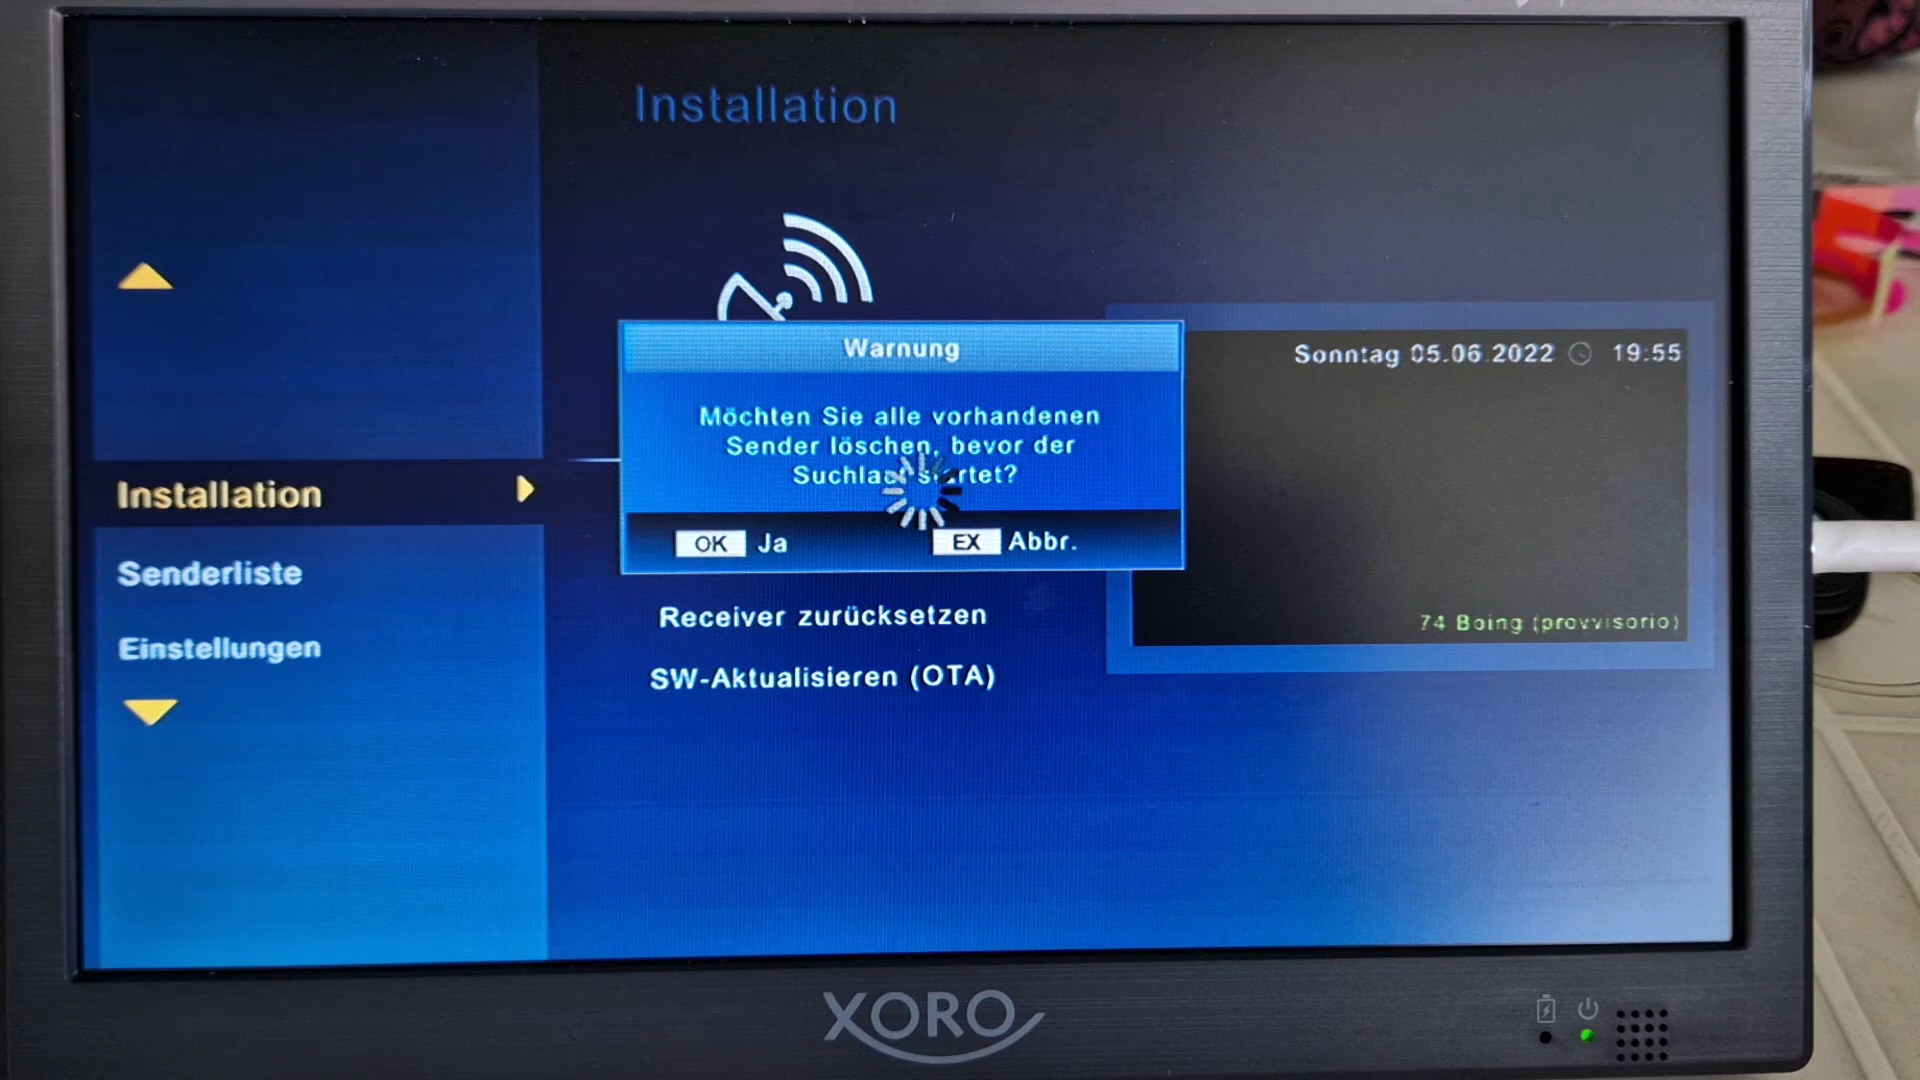 Installation
Warnung
Möchten Sie alle vorhandenen
Sender löschen, bevor der
Suchlauf startet?
OK Ja
EX Abbr.
Sonntag 05.06.2022 19:55
74 Boing (provvisorio)
Installation
Senderliste
Einstellungen
Receiver zurücksetzen
SW-Aktualisieren (OTA)
XORO